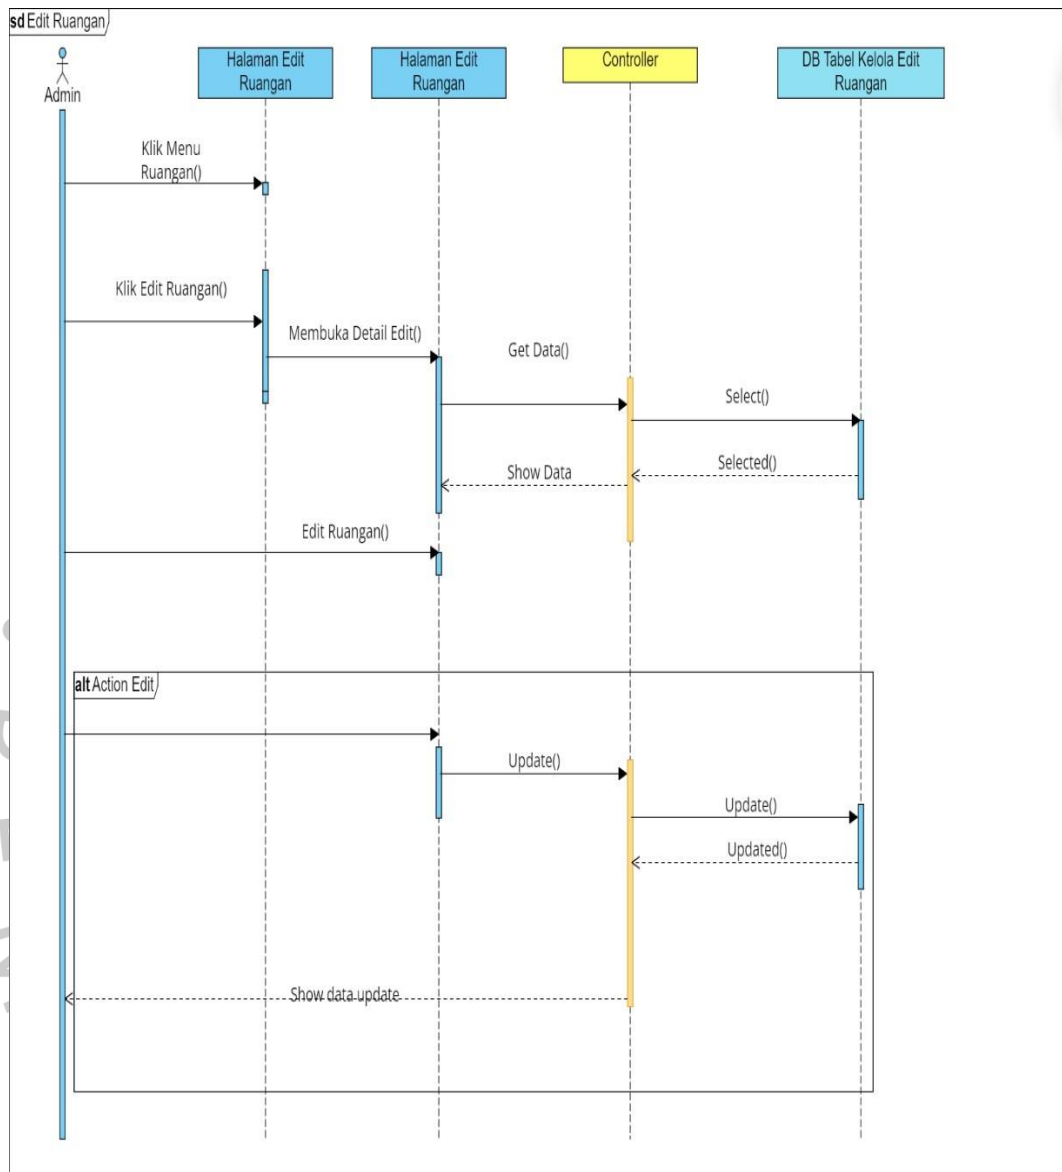 sd Edit Ruangan
Admin
Halaman Edit
Ruangan
Halaman Edit
Ruangan
Controller
DB Tabel Kelola Edit
Ruangan
Klik Menu
Ruangan()
Klik Edit Ruangan()
Membuka Detail Edit()
Get Data()
Select()
Selected()
Show Data
Edit Ruangan()
alt Action Edit
Update()
Update()
Updated()
Show data update